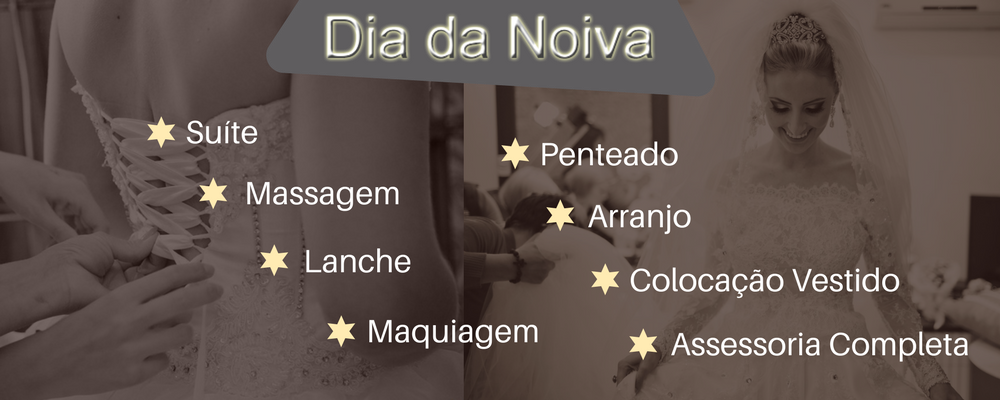 Dia da Noiva
Suíte
Massagem
Lanche
Maquiagem
Penteado
Arranjo
Colocação Vestido
Assessoria Completa